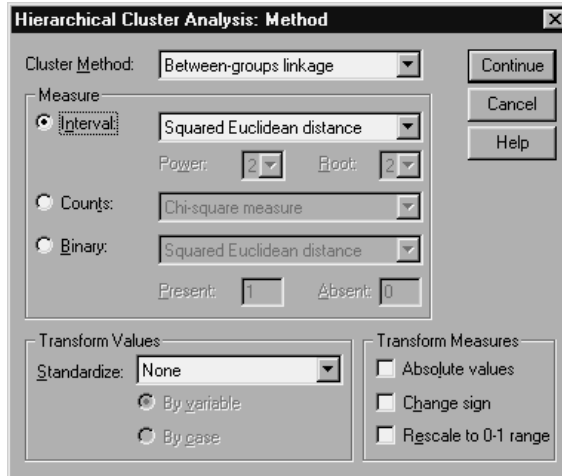 Hierarchical Cluster Analysis: Method
Cluster Method: Between-groups linkage
Continue
Cancel
Help
Measure
Interval: Squared Euclidean distance
Power: 2 Root: 2
Counts: Chi-square measure
Binary: Squared Euclidean distance
Present: 1 Absent: 0
Transform Values
Standardize: None
By variable
By case
Transform Measures
Absolute values
Change sign
Rescale to 0-1 range